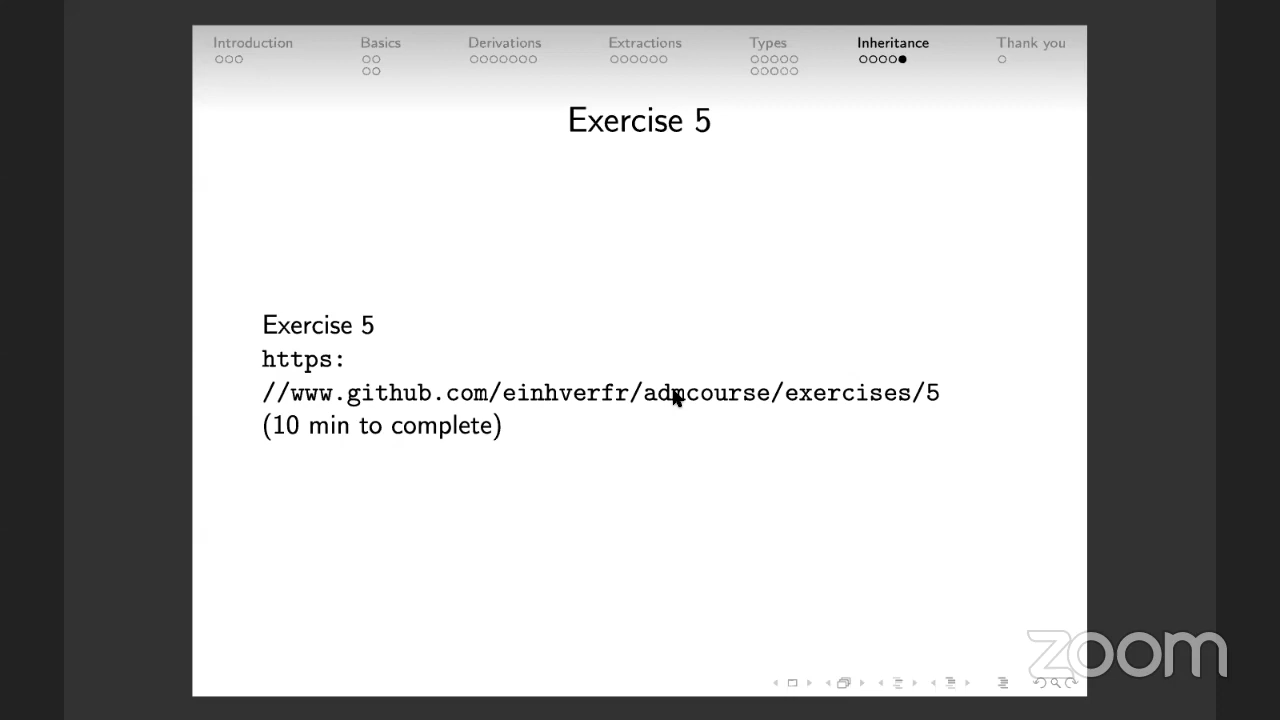 Introduction Basics Derivations Extractions Types Inheritance Thank you
Exercise 5
Exercise 5
https:
//www.github.com/einhverfr/admcourse/exercises/5
(10 min to complete)
zoom